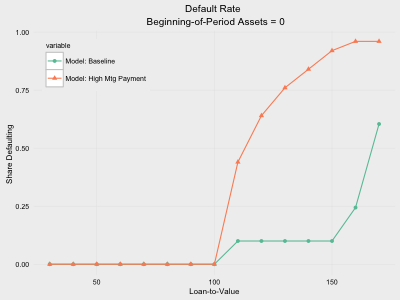 Default Rate
Beginning-of-Period Assets = 0
1.00
variable
Model: Baseline
Model: High Mtg Payment
0.75
Share Defaulting
0.50
0.25
0.00
50
100
150
Loan-to-Value